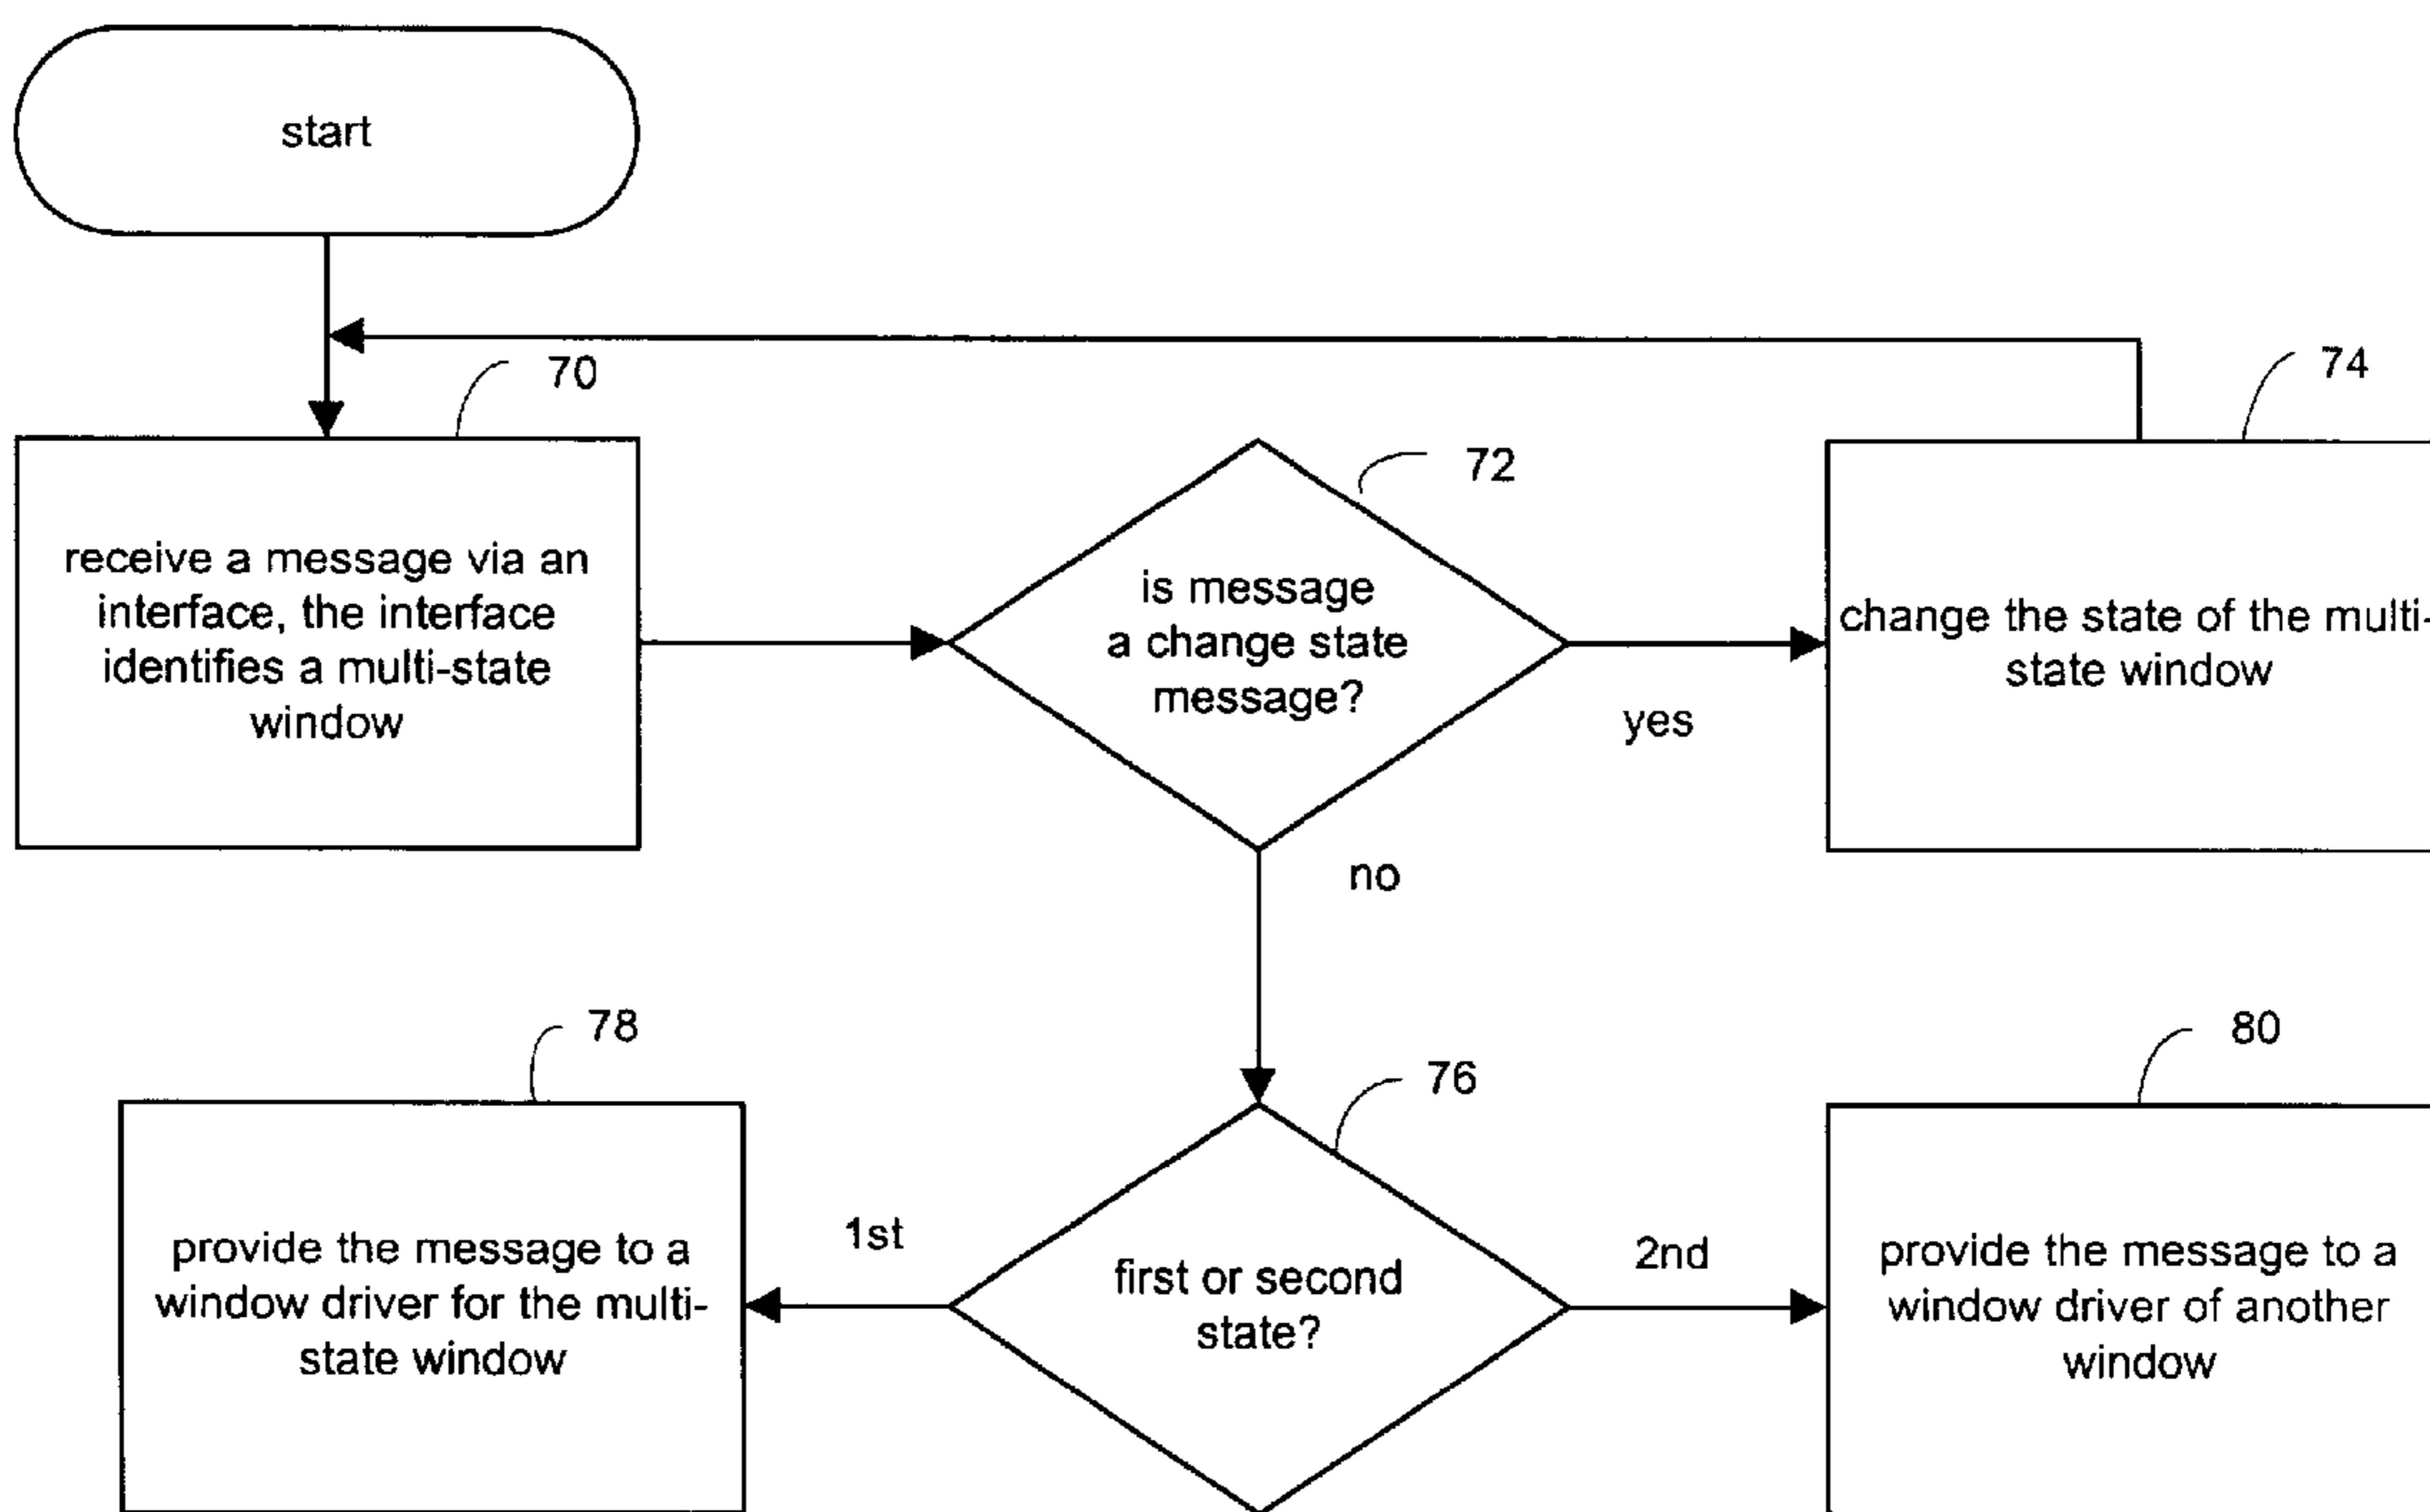 start
70
receive a message via an
interface, the interface
identifies a multi-state
window
72
is message
a change state
message?
yes
no
74
change the state of the multi-
state window
76
first or second
state?
1st
2nd
78
provide the message to a
window driver for the multi-
state window
80
provide the message to a
window driver of another
window